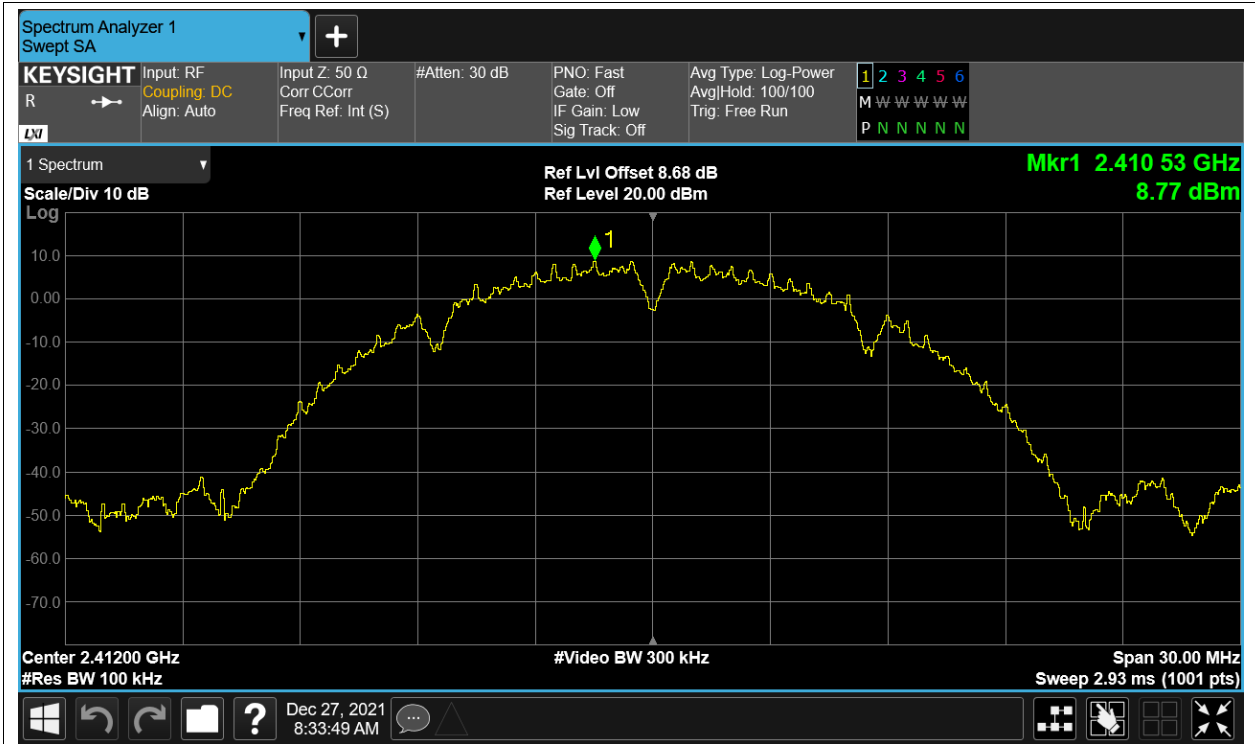 Spectrum Analyzer 1
Swept SA
KEYSIGHT
R
LXI
Input: RF
Coupling: DC
Align: Auto
Input Z: 50 Ω
Corr CCorr
Freq Ref: Int (S)
#Atten: 30 dB
PNO: Fast
Gate: Off
IF Gain: Low
Sig Track: Off
Avg Type: Log-Power
Avg|Hold: 100/100
Trig: Free Run
1 2 3 4 5 6
M W W W W W
P N N N N N
1 Spectrum
Scale/Div 10 dB
Log
Ref Lvl Offset 8.68 dB
Ref Level 20.00 dBm
Mkr1 2.410 53 GHz
8.77 dBm
1
10.0
0.00
-10.0
-20.0
-30.0
-40.0
-50.0
-60.0
-70.0
Center 2.41200 GHz
#Video BW 300 kHz
Span 30.00 MHz
#Res BW 100 kHz
Sweep 2.93 ms (1001 pts)
?
Dec 27, 2021
8:33:49 AM